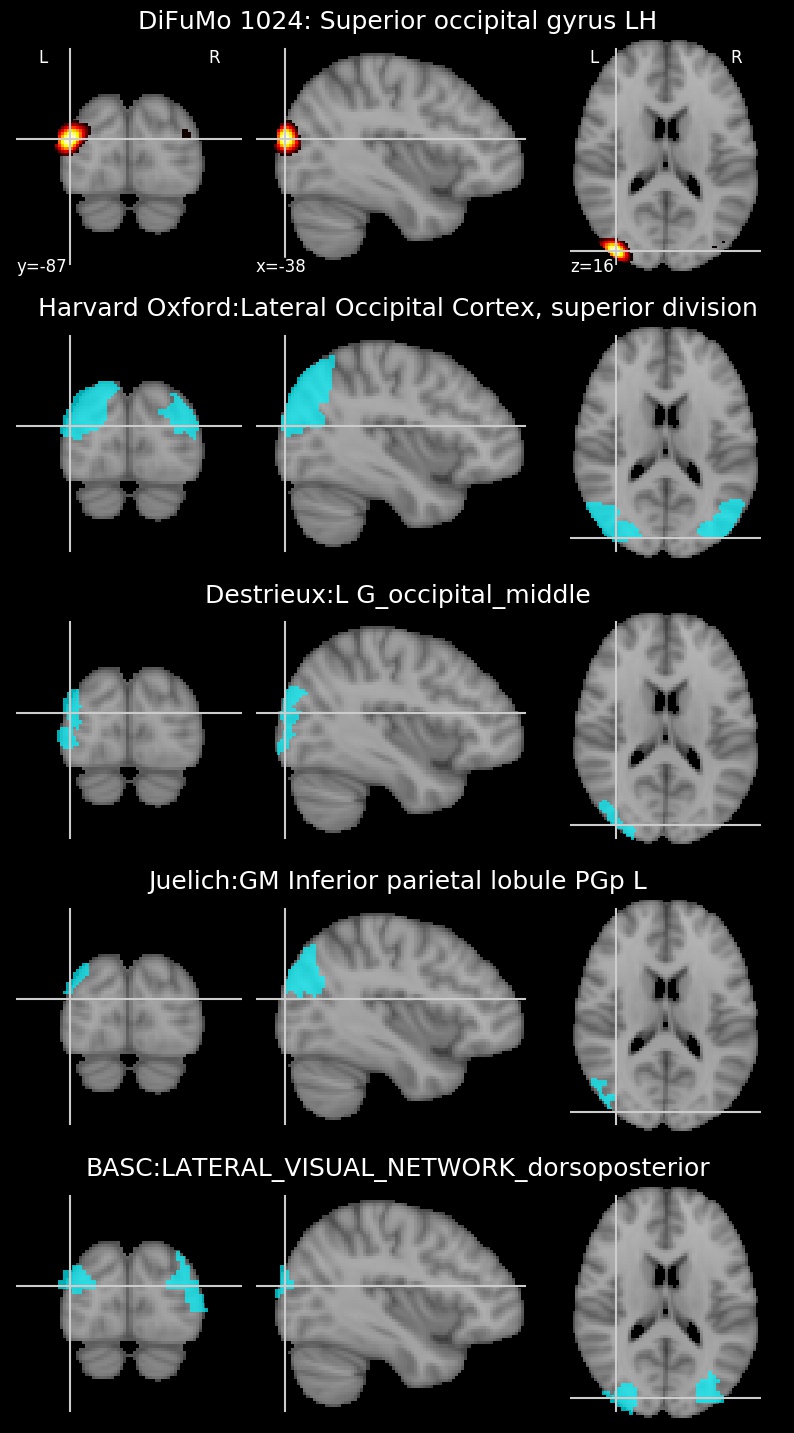 DiFuMo 1024: Superior occipital gyrus LH
L R L R
y=-87 x=-38 z=16
Harvard Oxford:Lateral Occipital Cortex, superior division
Destrieux:L G_occipital_middle
Juelich:GM Inferior parietal lobule PGp L
BASC:LATERAL_VISUAL_NETWORK_dorsoposterior